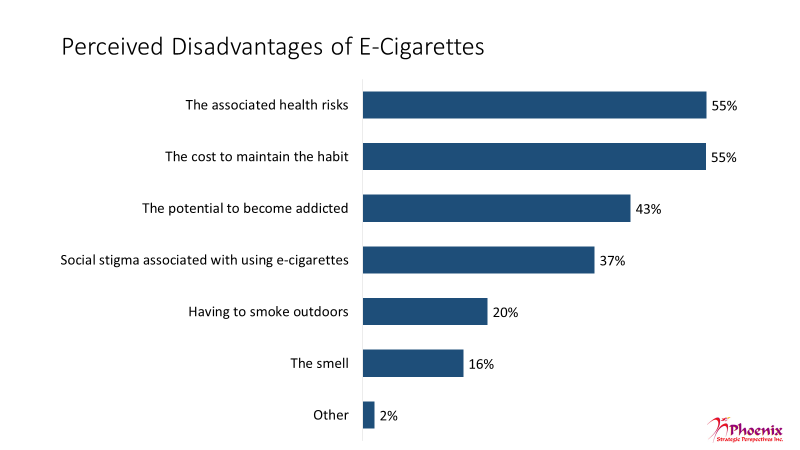 Perceived Disadvantages of E-Cigarettes
The associated health risks 55%
The cost to maintain the habit 55%
The potential to become addicted 43%
Social stigma associated with using e-cigarettes 37%
Having to smoke outdoors 20%
The smell 16%
Other 2%
Phoenix
Strategic Perspectives Inc.